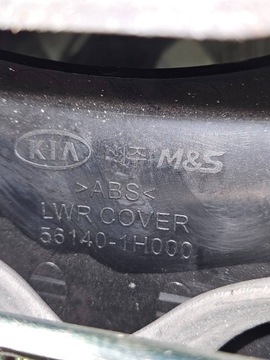 KIA M&S
>ABS<
LWR COVER
56140-1H000